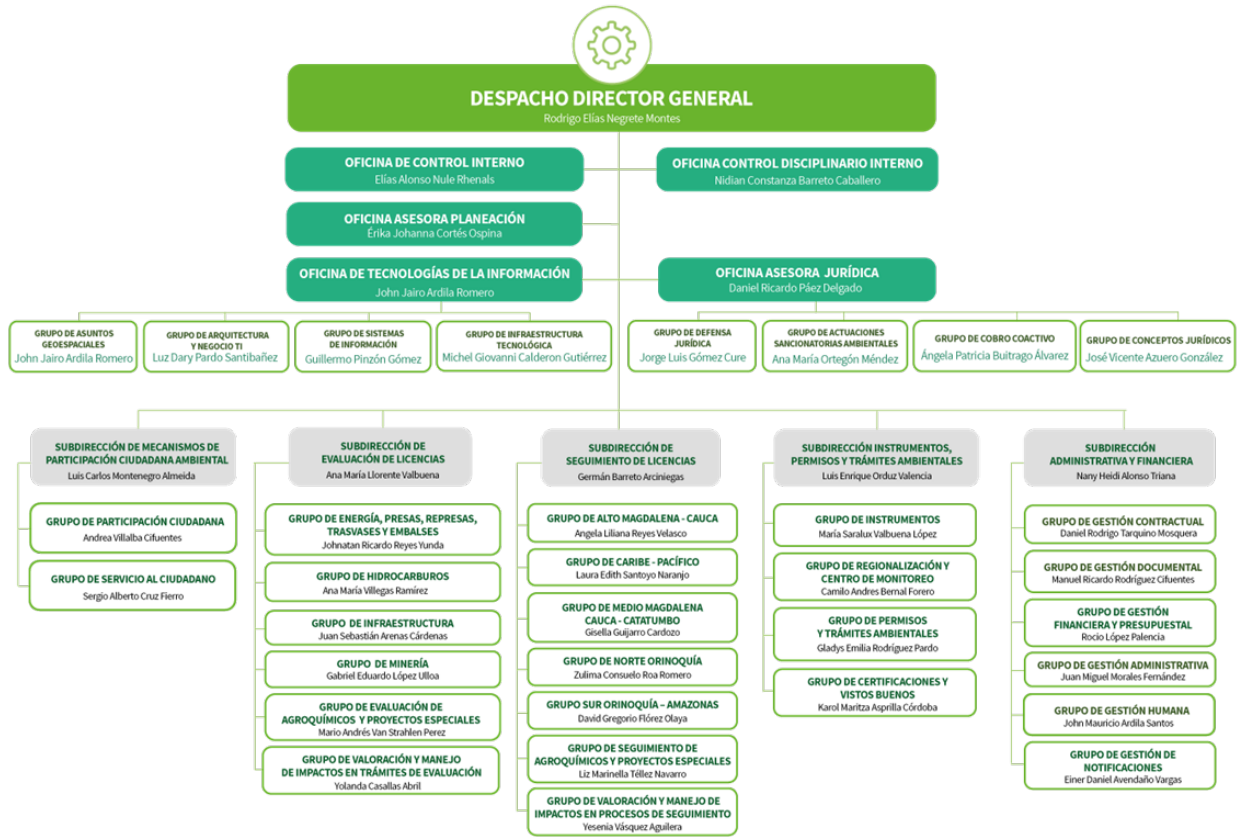 DESPACHO DIRECTOR GENERAL
Rodrigo Elías Negrete Montes
OFICINA DE CONTROL INTERNO
Elías Alonso Nule Rhenals
OFICINA CONTROL DISCIPLINARIO INTERNO
Nidian Constanza Barreto Caballero
OFICINA ASESORA PLANEACIÓN
Érika Johanna Cortés Ospina
OFICINA DE TECNOLOGÍAS DE LA INFORMACIÓN
John Jairo Ardila Romero
OFICINA ASESORA JURÍDICA
Daniel Ricardo Páez Delgado
GRUPO DE ASUNTOS
GEOESPACIALES
John Jairo Ardila Romero
GRUPO DE ARQUITECTURA
Y NEGOCIO TI
Luz Dary Pardo Santibañez
GRUPO DE SISTEMAS
DE INFORMACIÓN
Guillermo Pinzón Gómez
GRUPO DE INFRAESTRUCTURA
TECNOLÓGICA
Michel Giovanni Calderon Gutiérrez
GRUPO DE DEFENSA
JURÍDICA
Jorge Luis Gómez Cure
GRUPO DE ACTUACIONES
SANCIONATORIAS AMBIENTALES
Ana María Ortegón Méndez
GRUPO DE COBRO COACTIVO
Ángela Patricia Buitrago Álvarez
GRUPO DE CONCEPTOS JURÍDICOS
José Vicente Azuero González
SUBDIRECCIÓN DE MECANISMOS DE
PARTICIPACIÓN CIUDADANA AMBIENTAL
Luis Carlos Montenegro Almeida
GRUPO DE PARTICIPACIÓN CIUDADANA
Andrea Villalba Cifuentes
GRUPO DE SERVICIO AL CIUDADANO
Sergio Alberto Cruz Fierro
SUBDIRECCIÓN DE
EVALUACIÓN DE LICENCIAS
Ana María Llorente Valbuena
GRUPO DE ENERGÍA, PRESAS, REPRESAS,
TRASVASES Y EMBALSES
Johnatan Ricardo Reyes Yunda
GRUPO DE HIDROCARBUROS
Ana María Villegas Ramírez
GRUPO DE INFRAESTRUCTURA
Juan Sebastián Arenas Cárdenas
GRUPO DE MINERÍA
Gabriel Eduardo López Ulloa
GRUPO DE EVALUACIÓN DE
AGROQUÍMICOS Y PROYECTOS ESPECIALES
Mario Andrés Van Strahlen Perez
GRUPO DE VALORACIÓN Y MANEJO
DE IMPACTOS EN TRÁMITES DE EVALUACIÓN
Yolanda Casallas Abril
SUBDIRECCIÓN DE
SEGUIMIENTO DE LICENCIAS
Germán Barreto Arciniegas
GRUPO DE ALTO MAGDALENA - CAUCA
Angela Liliana Reyes Velasco
GRUPO DE CARIBE - PACÍFICO
Laura Edith Santoyo Naranjo
GRUPO DE MEDIO MAGDALENA
CAUCA - CATATUMBO
Gisella Guijarro Cardozo
GRUPO DE NORTE ORINOQUÍA
Zulima Consuelo Roa Romero
GRUPO SUR ORINOQUÍA – AMAZONAS
David Gregorio Flórez Olaya
GRUPO DE SEGUIMIENTO DE
AGROQUÍMICOS Y PROYECTOS ESPECIALES
Liz Marinella Téllez Navarro
GRUPO DE VALORACIÓN Y MANEJO DE
IMPACTOS EN PROCESOS DE SEGUIMIENTO
Yesenia Vásquez Aguilera
SUBDIRECCIÓN INSTRUMENTOS,
PERMISOS Y TRÁMITES AMBIENTALES
Luis Enrique Orduz Valencia
GRUPO DE INSTRUMENTOS
María Saralux Valbuena López
GRUPO DE REGIONALIZACIÓN Y
CENTRO DE MONITOREO
Camilo Andres Bernal Forero
GRUPO DE PERMISOS
Y TRÁMITES AMBIENTALES
Gladys Emilia Rodríguez Pardo
GRUPO DE CERTIFICACIONES Y
VISTOS BUENOS
Karol Maritza Asprilla Córdoba
SUBDIRECCIÓN
ADMINISTRATIVA Y FINANCIERA
Nany Heidi Alonso Triana
GRUPO DE GESTIÓN CONTRACTUAL
Daniel Rodrigo Tarquino Mosquera
GRUPO DE GESTIÓN DOCUMENTAL
Manuel Ricardo Rodríguez Cifuentes
GRUPO DE GESTIÓN
FINANCIERA Y PRESUPUESTAL
Rocio López Palencia
GRUPO DE GESTIÓN ADMINISTRATIVA
Juan Miguel Morales Fernández
GRUPO DE GESTIÓN HUMANA
John Mauricio Ardila Santos
GRUPO DE GESTIÓN DE
NOTIFICACIONES
Einer Daniel Avendaño Vargas